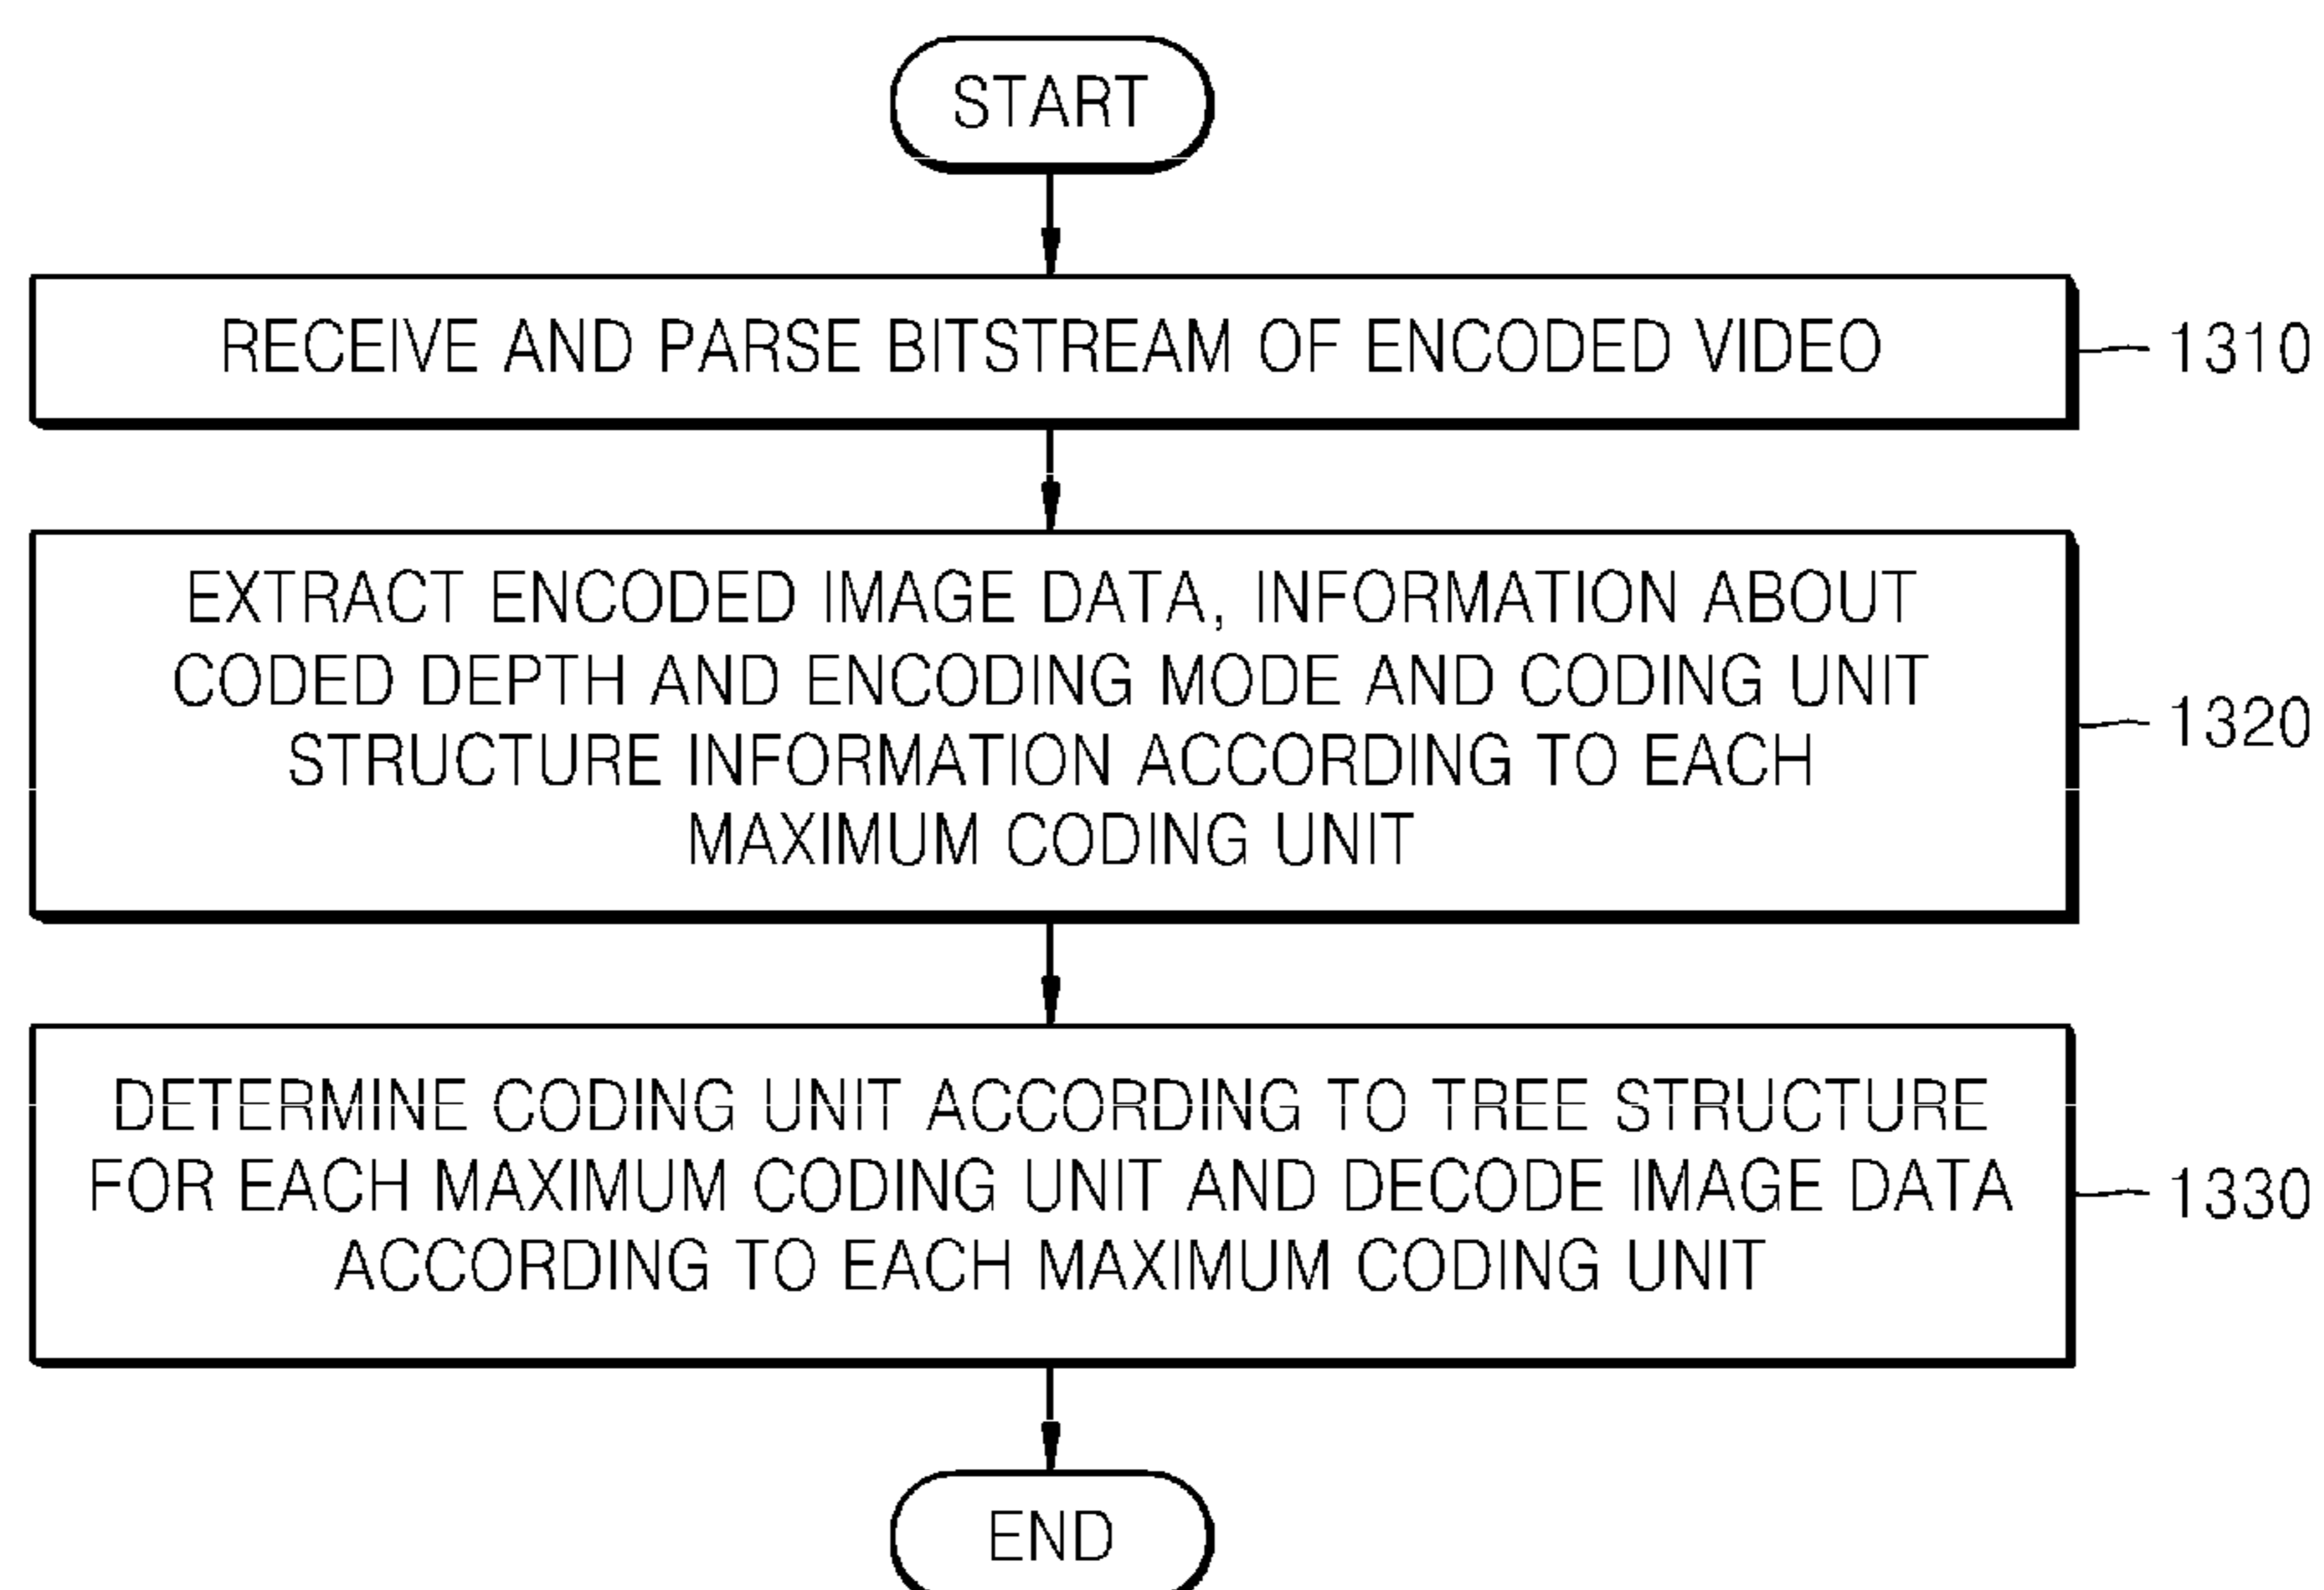 START
RECEIVE AND PARSE BITSTREAM OF ENCODED VIDEO
1310
EXTRACT ENCODED IMAGE DATA, INFORMATION ABOUT
CODED DEPTH AND ENCODING MODE AND CODING UNIT
STRUCTURE INFORMATION ACCORDING TO EACH
MAXIMUM CODING UNIT
1320
DETERMINE CODING UNIT ACCORDING TO TREE STRUCTURE
FOR EACH MAXIMUM CODING UNIT AND DECODE IMAGE DATA
ACCORDING TO EACH MAXIMUM CODING UNIT
1330
END